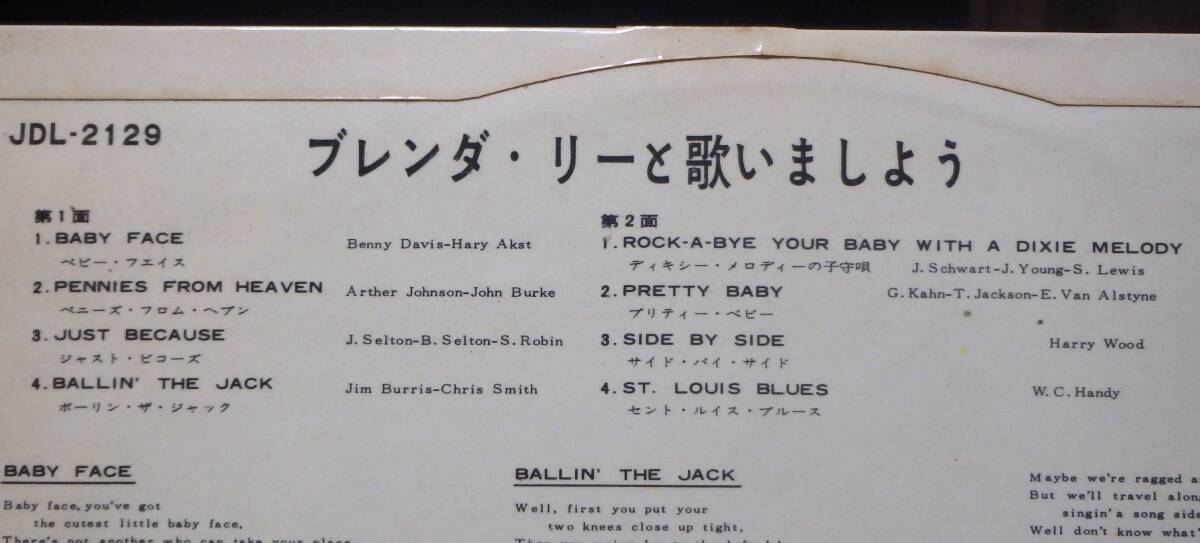 JDL-2129
ブレンダ・リーと歌いましよう
第1面
1. BABY FACE Benny Davis-Hary Akst
ベビー・フエイス
2. PENNIES FROM HEAVEN Arther Johnson-John Burke
ペニーズ・フロム・ヘブン
3. JUST BECAUSE J. Selton-B. Selton-S. Robin
ジャスト・ビコーズ
4. BALLIN' THE JACK Jim Burris-Chris Smith
ボーリン・ザ・ジャック
第2面
1. ROCK-A-BYE YOUR BABY WITH A DIXIE MELODY
ディキシー・メロディーの子守唄 J. Schwart-J. Young-S. Lewis
2. PRETTY BABY G. Kahn-T. Jackson-E. Van Alstyne
プリティー・ベビー
3. SIDE BY SIDE Harry Wood
サイド・バイ・サイド
4. ST. LOUIS BLUES W. C. Handy
セント・ルイス・ブルース
BABY FACE
Baby face, you've got
the cutest little baby face,
There's not another who can take your place
BALLIN' THE JACK
Well, first you put your
two knees close up tight,
Maybe we're ragged
But we'll travel
singin' a song
Well don't know what'